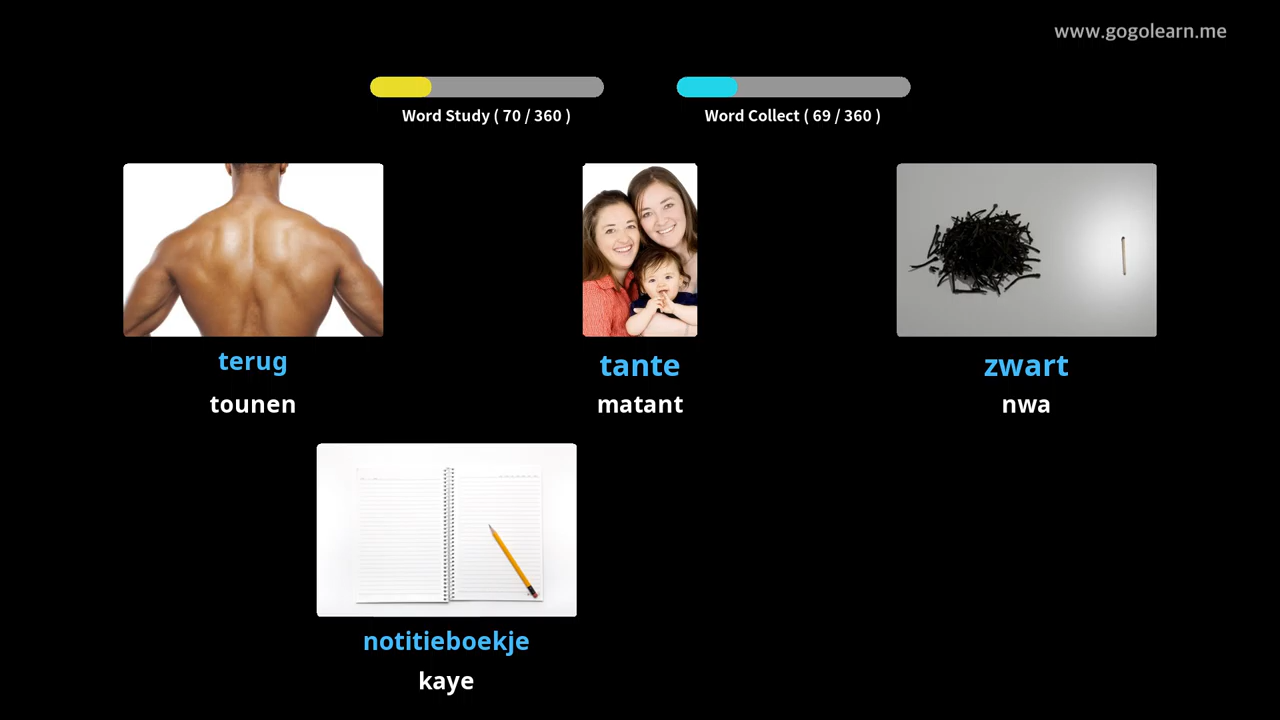 www.gogolearn.me
Word Study ( 70 / 360 )
Word Collect ( 69 / 360 )
terug
tounen
tante
matant
zwart
nwa
notitieboekje
kaye